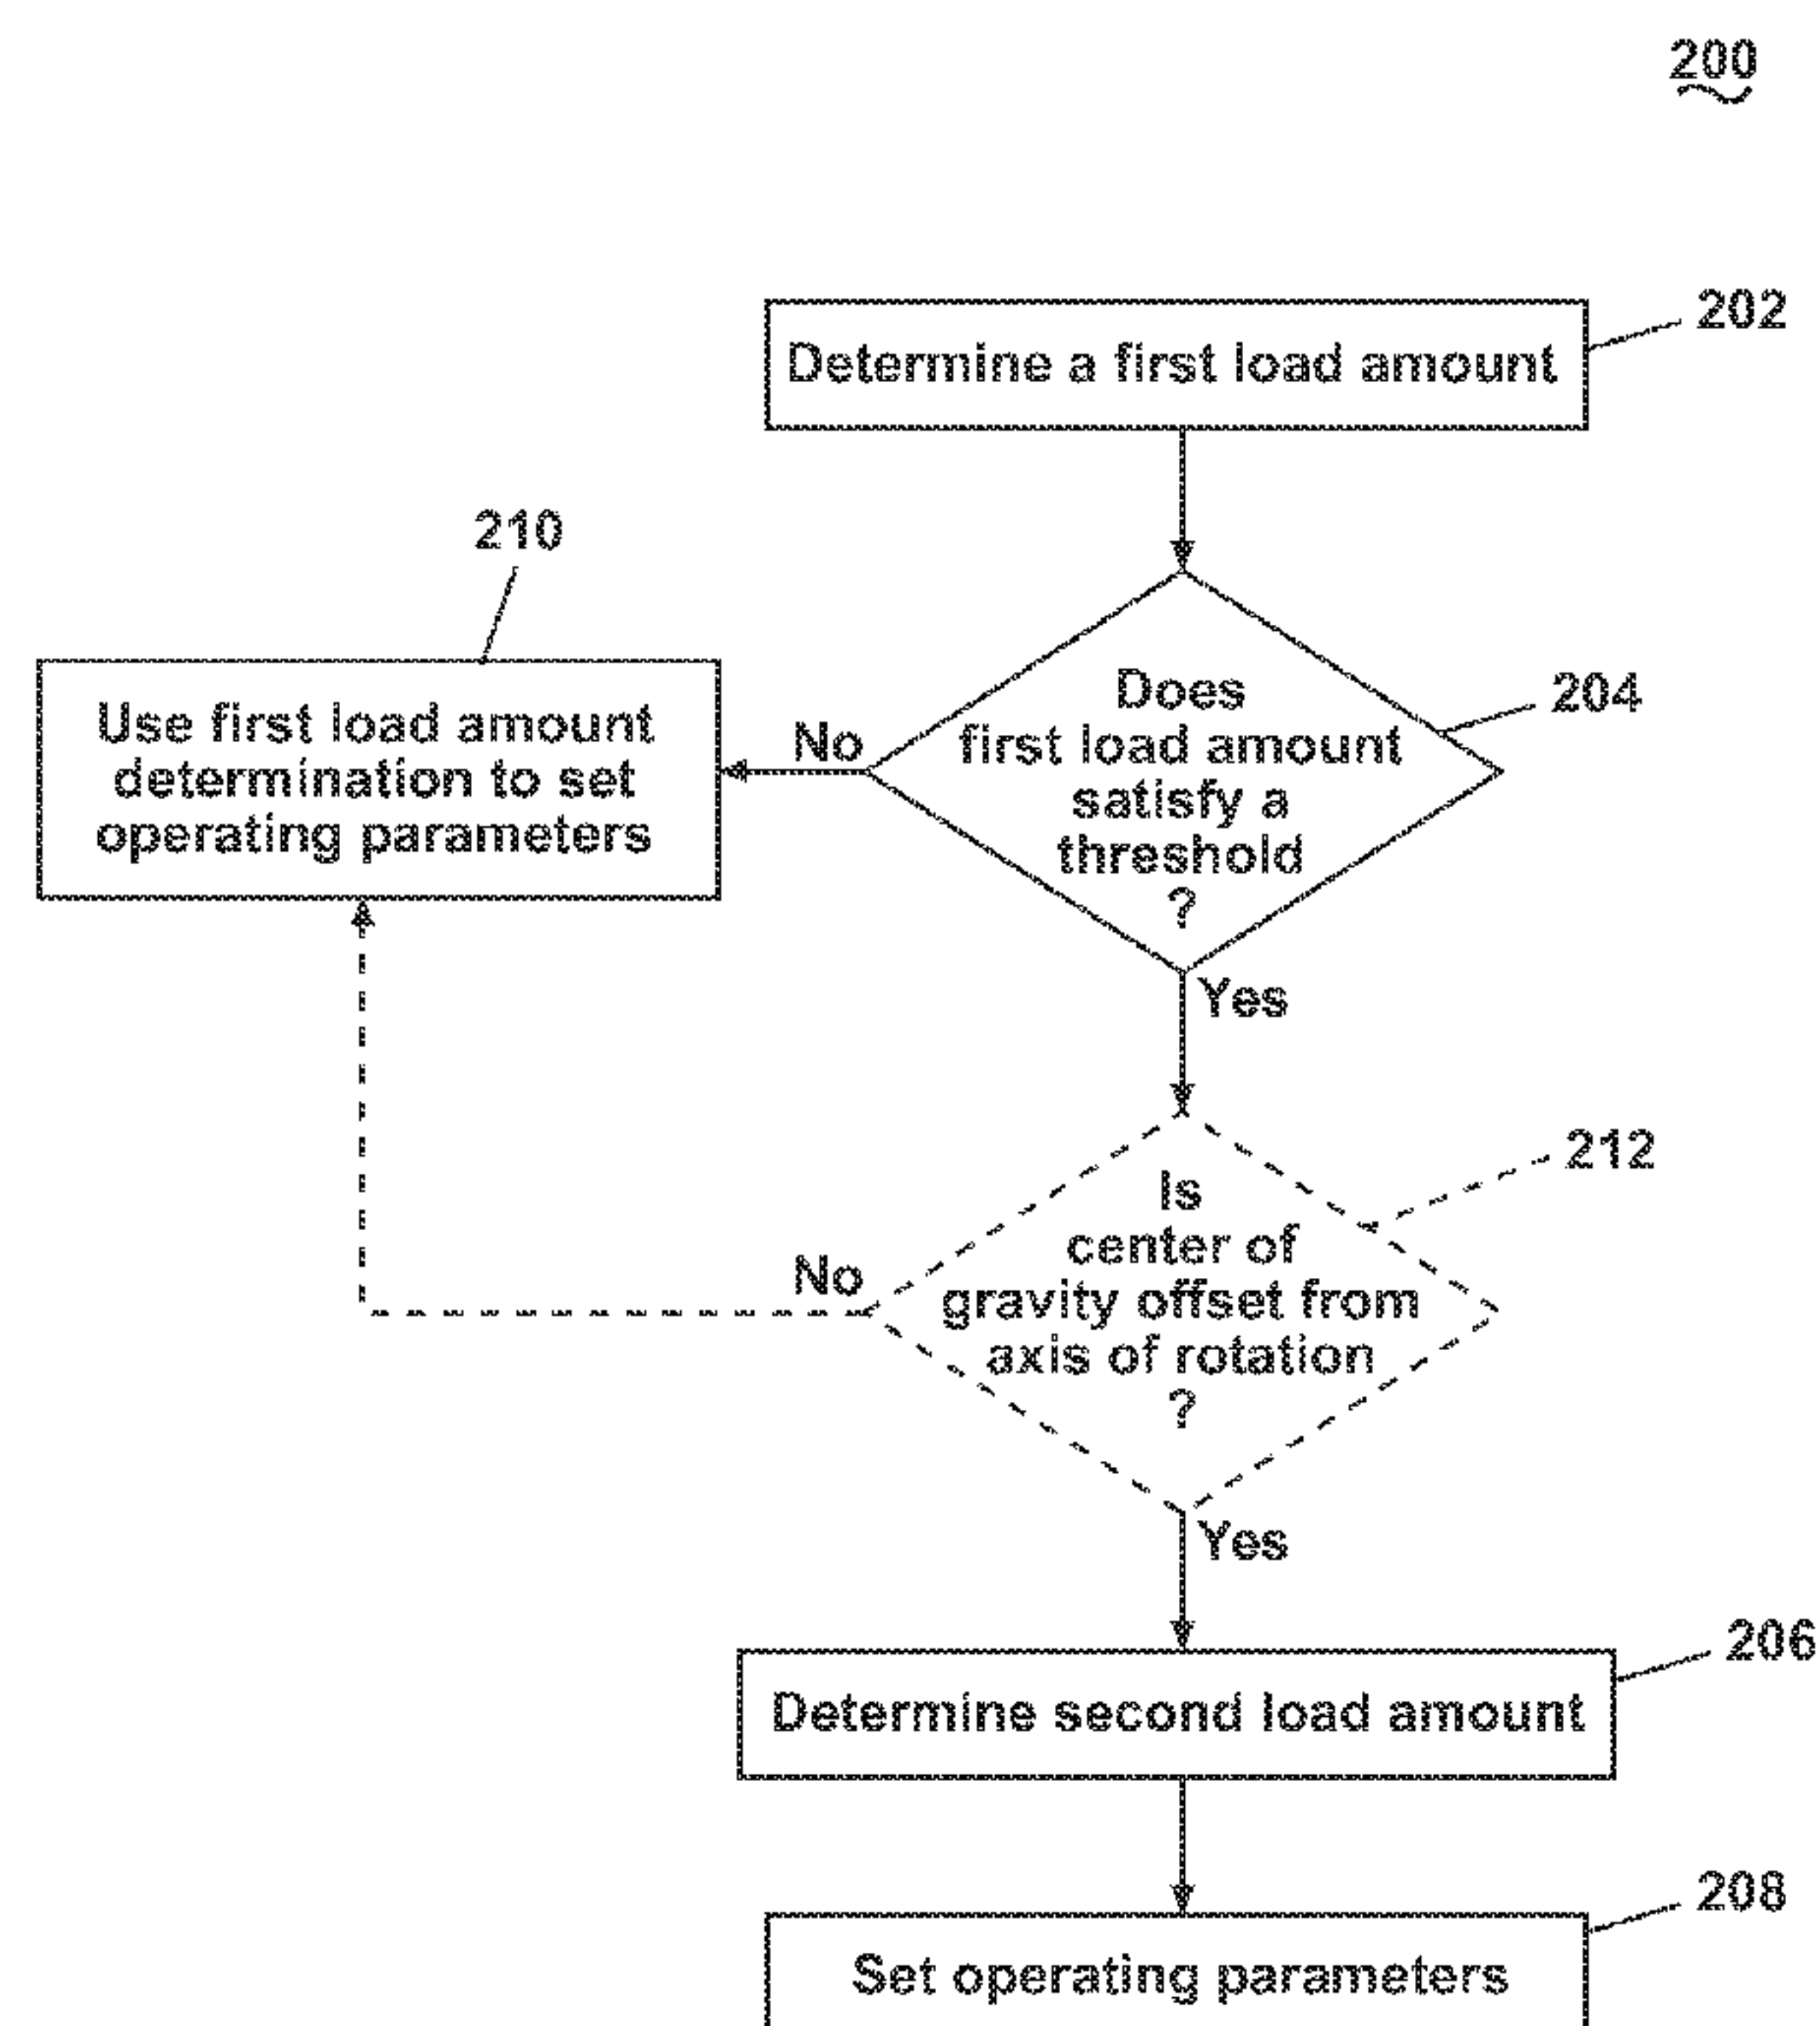 200
202
Determine a first load amount
210
Use first load amount
determination to set
operating parameters
No
Does
first load amount
satisfy a
threshold
?
204
Yes
212
Is
center of
gravity offset from
axis of rotation
?
No
Yes
206
Determine second load amount
208
Set operating parameters